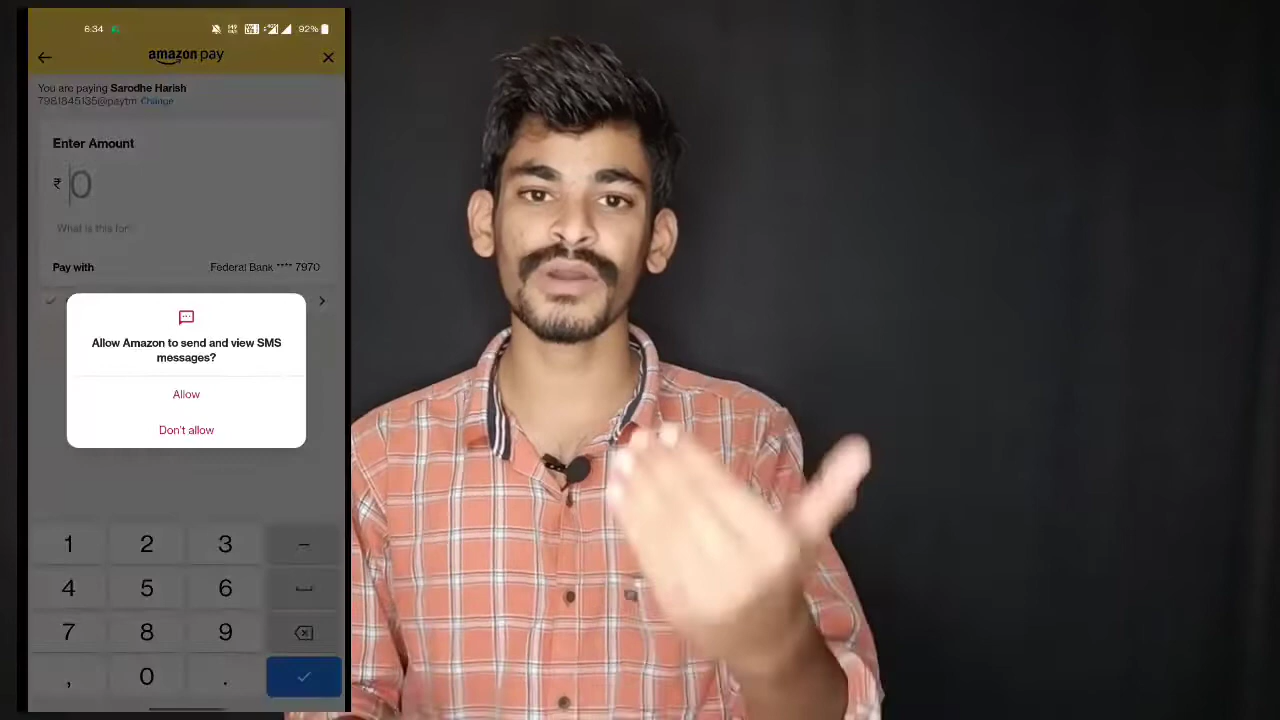 6:34
92%
amazon pay
You are paying Sarodhe Harish
7981845135@paytm Change
Enter Amount
₹ 0
What is this for
Pay with Federal Bank **** 7970
Allow Amazon to send and view SMS
messages?
Allow
Don't allow
1 2 3 –
4 5 6
7 8 9
, 0 .